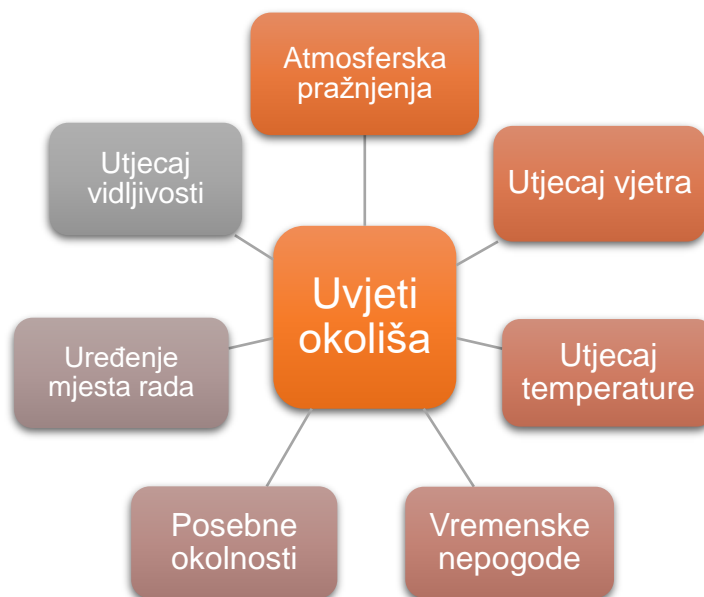 Atmosferska
pražnjenja
Utjecaj
vidljivosti
Utjecaj vjetra
Uvjeti
okoliša
Uređenje
mjesta rada
Utjecaj
temperature
Posebne
okolnosti
Vremenske
nepogode